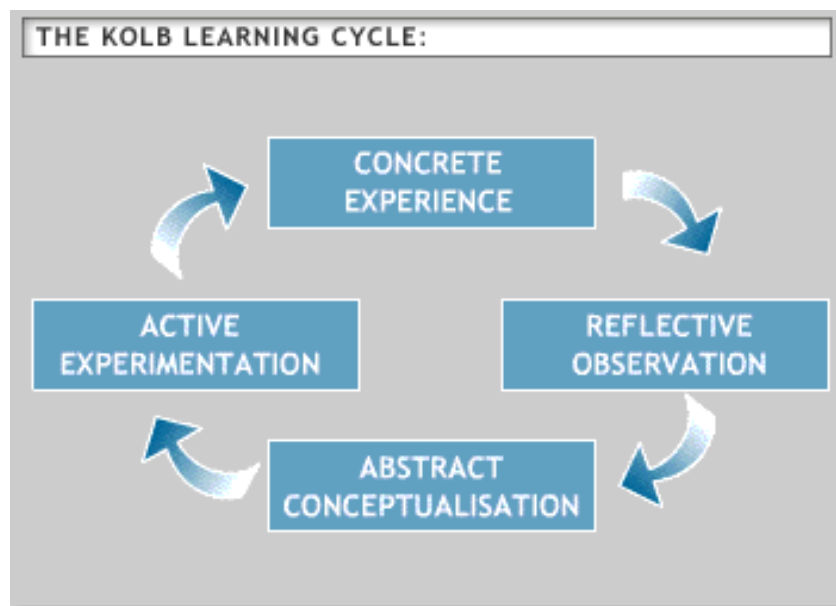 THE KOLB LEARNING CYCLE:
CONCRETE
EXPERIENCE
REFLECTIVE
OBSERVATION
ABSTRACT
CONCEPTUALISATION
ACTIVE
EXPERIMENTATION